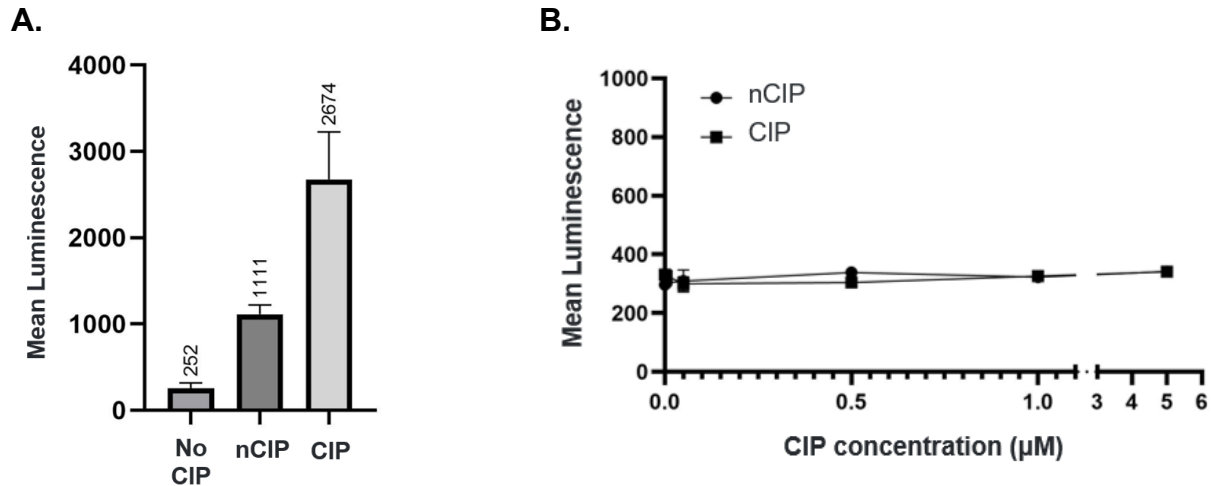 A.
Mean Luminescence
4000
3000
2000
1000
0
252
1111
2674
No
CIP
nCIP
CIP
B.
Mean Luminescence
1000
800
600
400
200
0
nCIP
CIP
0.0
0.5
1.0
3
4
5
6
CIP concentration (µM)